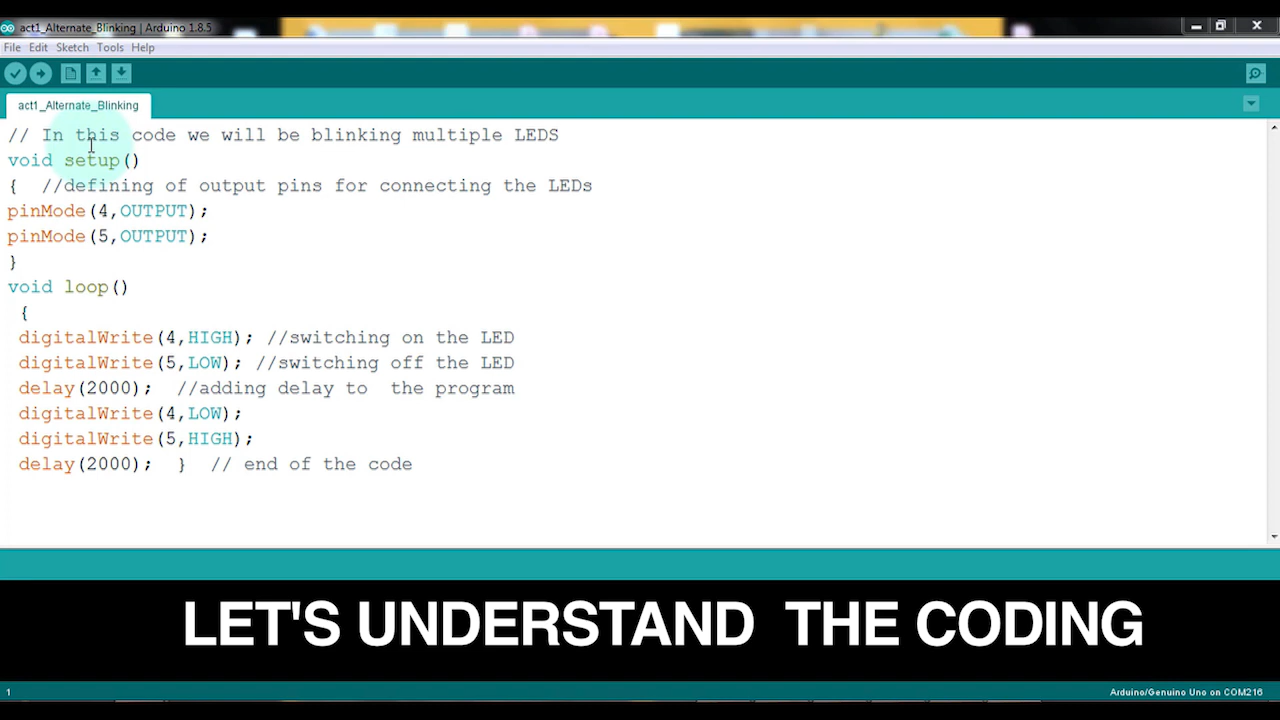 act1_Alternate_Blinking | Arduino 1.8.5
File Edit Sketch Tools Help
act1_Alternate_Blinking
// In this code we will be blinking multiple LEDS
void setup()
{  //defining of output pins for connecting the LEDs
pinMode(4,OUTPUT);
pinMode(5,OUTPUT);
}
void loop()
 {
 digitalWrite(4,HIGH); //switching on the LED
 digitalWrite(5,LOW); //switching off the LED
 delay(2000);  //adding delay to  the program
 digitalWrite(4,LOW);
 digitalWrite(5,HIGH);
 delay(2000);  }  // end of the code
LET'S UNDERSTAND  THE CODING
1 Arduino/Genuino Uno on COM216